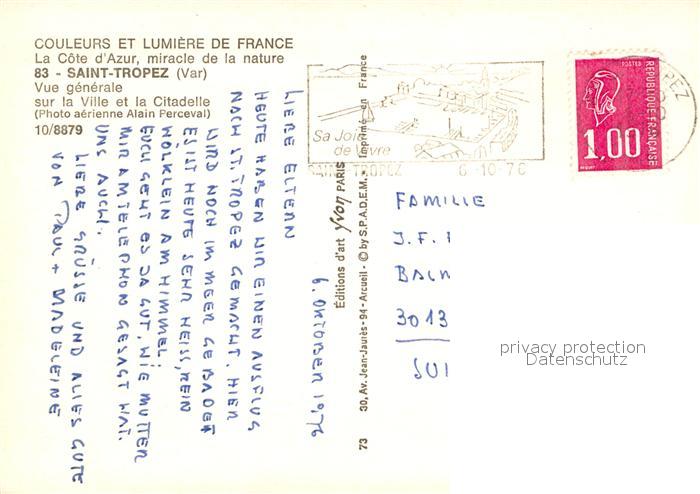 COULEURS ET LUMIÈRE DE FRANCE
La Côte d'Azur, miracle de la nature
83 - SAINT-TROPEZ (Var)
Vue générale
sur la Ville et la Citadelle
(Photo aérienne Alain Perceval)
10/8879
6. OKTOBER 1976
LIEBE ELTERN
HEUTE HABEN WIR EINEN AUSFLUG
NACH ST. TROPEZ GEMACHT. HIER
WIRD NOCH IM MEER GEBADET
ES IST HEUTE SEHR HEISS, KEIN
WÖLKLEIN AM HIMMEL!
EUCH GEHT ES JA GUT, WIE MUTTER
MIR AM TELEPHON GESAGT HAT.
UNS AUCH!
LIEBE GRÜSSE UND ALLES GUTE
VON PAUL + MADELEINE
Sa Joie
de Vivre
SAINT-TROPEZ 6-10-76
Éditions d'art Yvon PARIS
30, Av. Jean-Jaurès - 94 - Arcueil - © by S.P.A.D.E.M. Imprimé en France
73
POSTES
RÉPUBLIQUE FRANÇAISE
1,00
FAMILIE
J. F. I
BALM
3013
SUI
privacy protection
Datenschutz